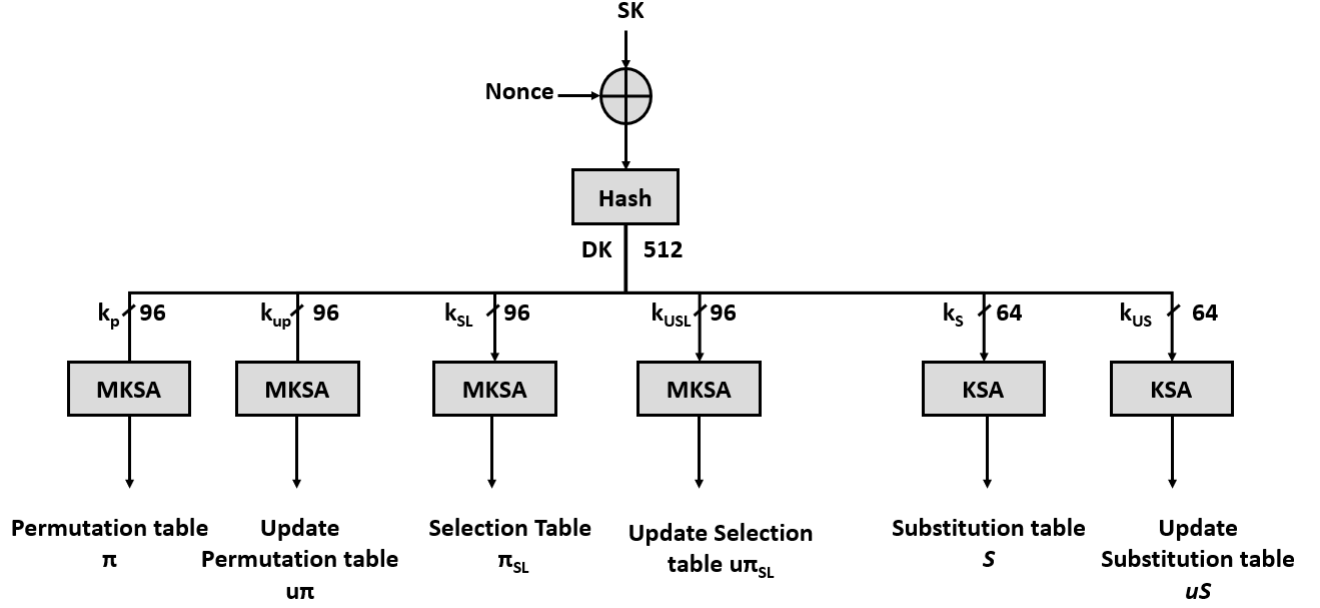 SK
Nonce
Hash
DK 512
k_p 96 k_up 96 k_SL 96 k_USL 96 k_S 64 k_US 64
MKSA MKSA MKSA MKSA KSA KSA
Permutation table
π
Update
Permutation table
uπ
Selection Table
π_SL
Update Selection
table uπ_SL
Substitution table
S
Update
Substitution table
uS